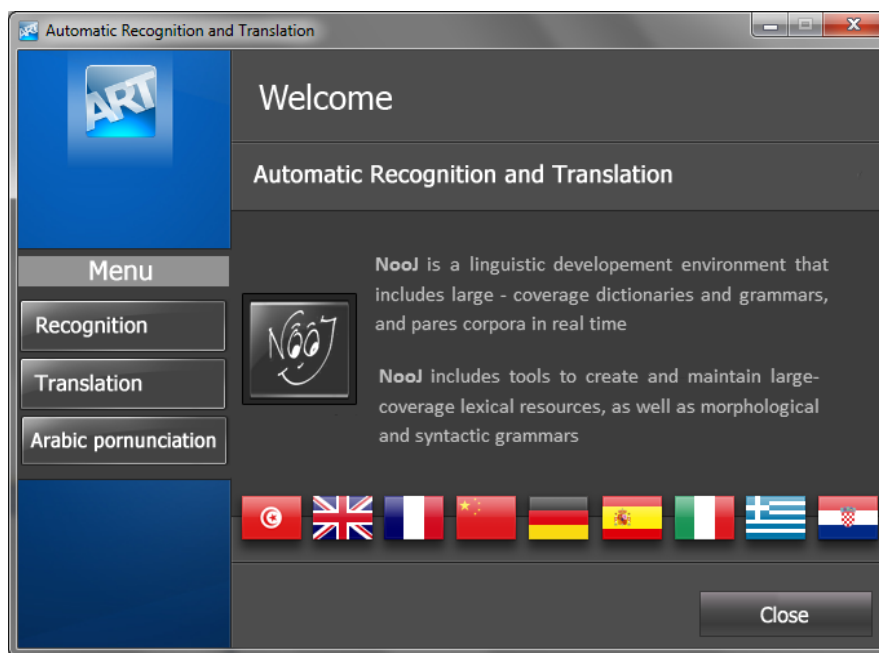 Automatic Recognition and Translation
ART
Welcome
Automatic Recognition and Translation
Menu
Recognition
Translation
Arabic pornunciation
NooJ is a linguistic developement environment that
includes large - coverage dictionaries and grammars,
and pares corpora in real time
NOOJ
NooJ includes tools to create and maintain large-
coverage lexical resources, as well as morphological
and syntactic grammars
Close